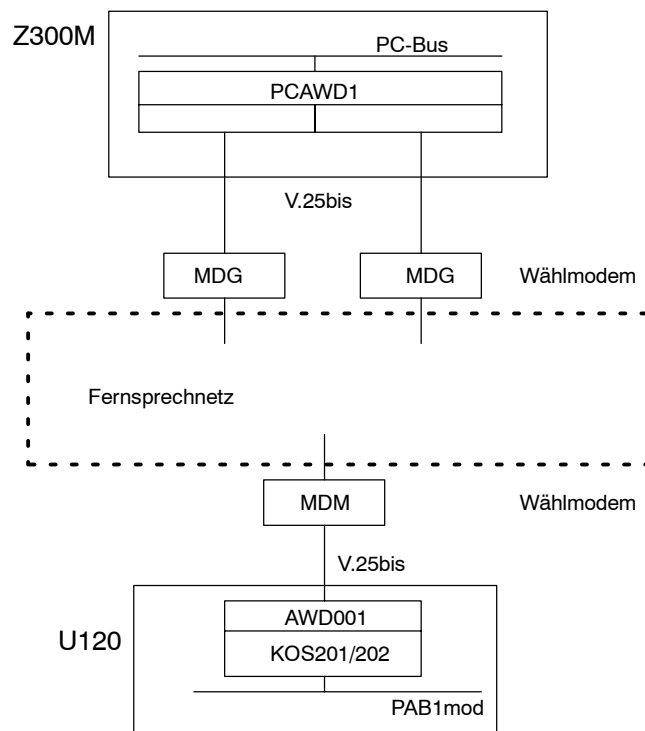 Z300M
PC-Bus
PCAWD1
V.25bis
MDG
MDG
Wählmodem
Fernsprechnetz
MDM
Wählmodem
V.25bis
U120
AWD001
KOS201/202
PAB1mod